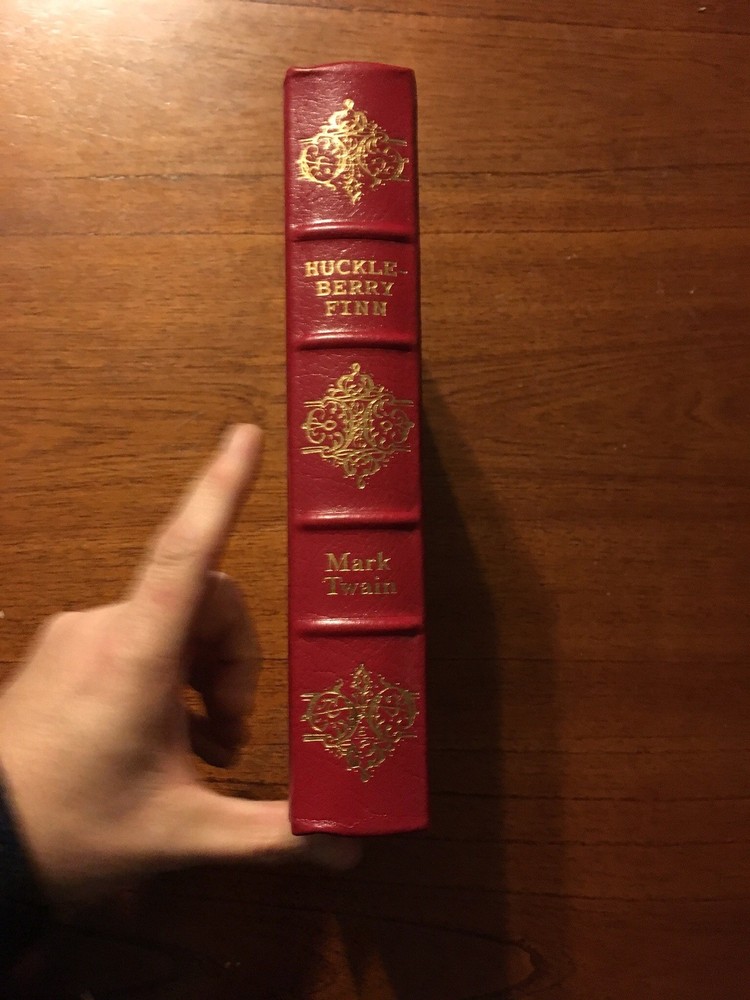 HUCKLE-
BERRY
FINN
Mark
Twain